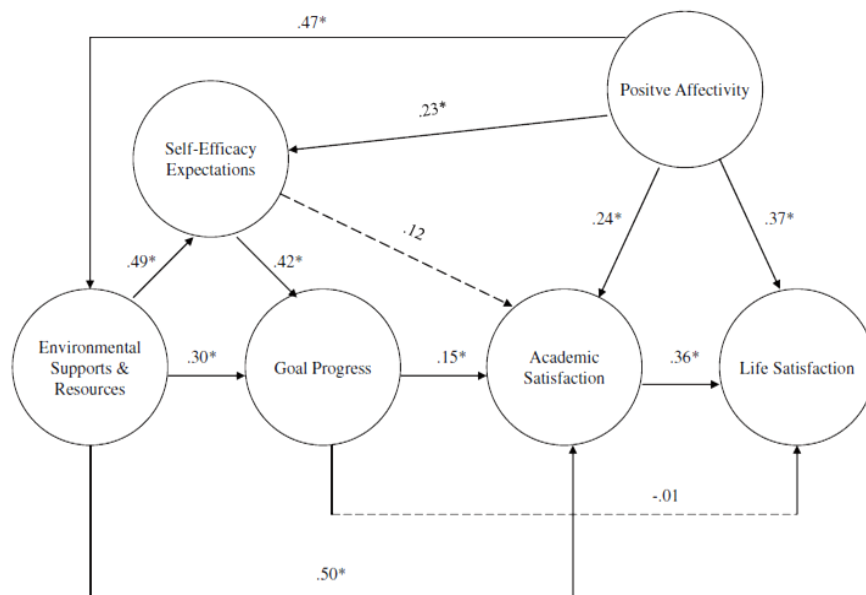 .47*
Positve Affectivity
.23*
Self-Efficacy
Expectations
.12
.24*
.37*
.49*
.42*
Environmental
Supports &
Resources
.30*
Goal Progress
.15*
Academic
Satisfaction
.36*
Life Satisfaction
-.01
.50*